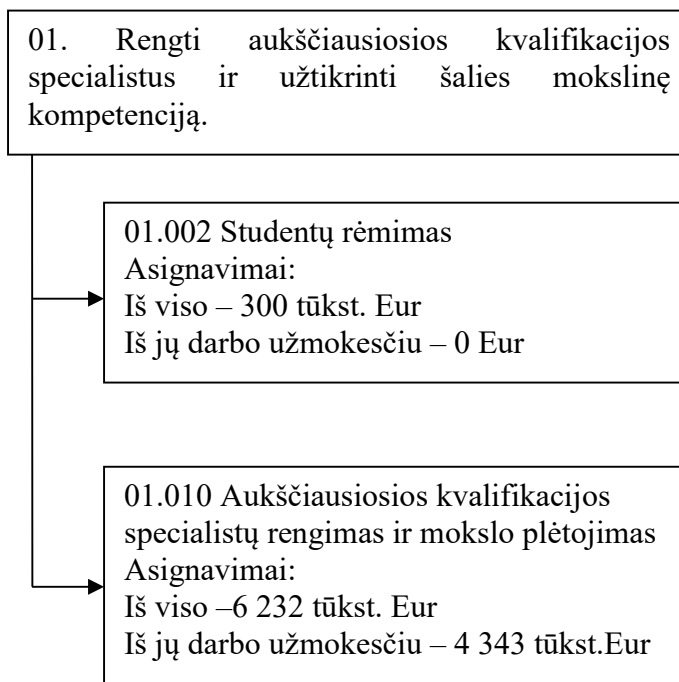 01. Rengti aukščiausiosios kvalifikacijos
specialistus ir užtikrinti šalies mokslinę
kompetenciją.
01.002 Studentų rėmimas
Asignavimai:
Iš viso – 300 tūkst. Eur
Iš jų darbo užmokesčiu – 0 Eur
01.010 Aukščiausiosios kvalifikacijos
specialistų rengimas ir mokslo plėtojimas
Asignavimai:
Iš viso –6 232 tūkst. Eur
Iš jų darbo užmokesčiu – 4 343 tūkst.Eur